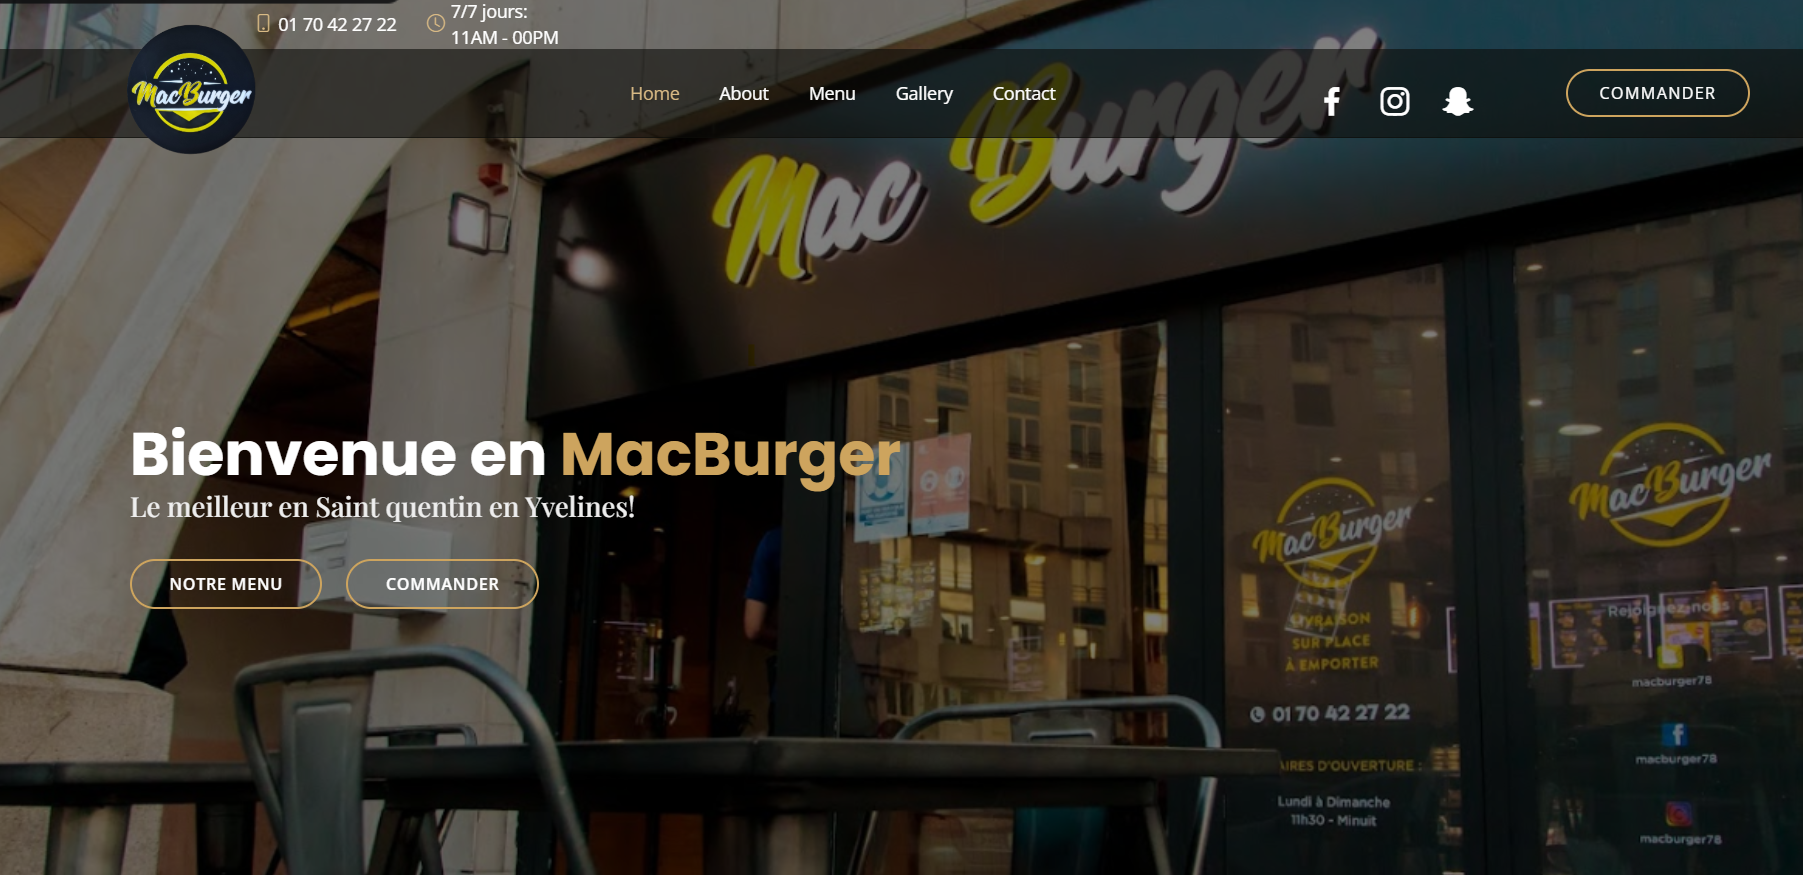 01 70 42 27 22
7/7 jours:
11AM - 00PM
MacBurger
Home
About
Menu
Gallery
Contact
COMMANDER
Mac Burger
Bienvenue en MacBurger
Le meilleur en Saint quentin en Yvelines!
NOTRE MENU
COMMANDER
MacBurger
LIVRAISON
SUR PLACE
À EMPORTER
01 70 42 27 22
AIRES D'OUVERTURE :
Lundi à Dimanche
11h30 - Minuit
MacBurger
Rejoignez-nous
macburger78
macburger78
macburger78